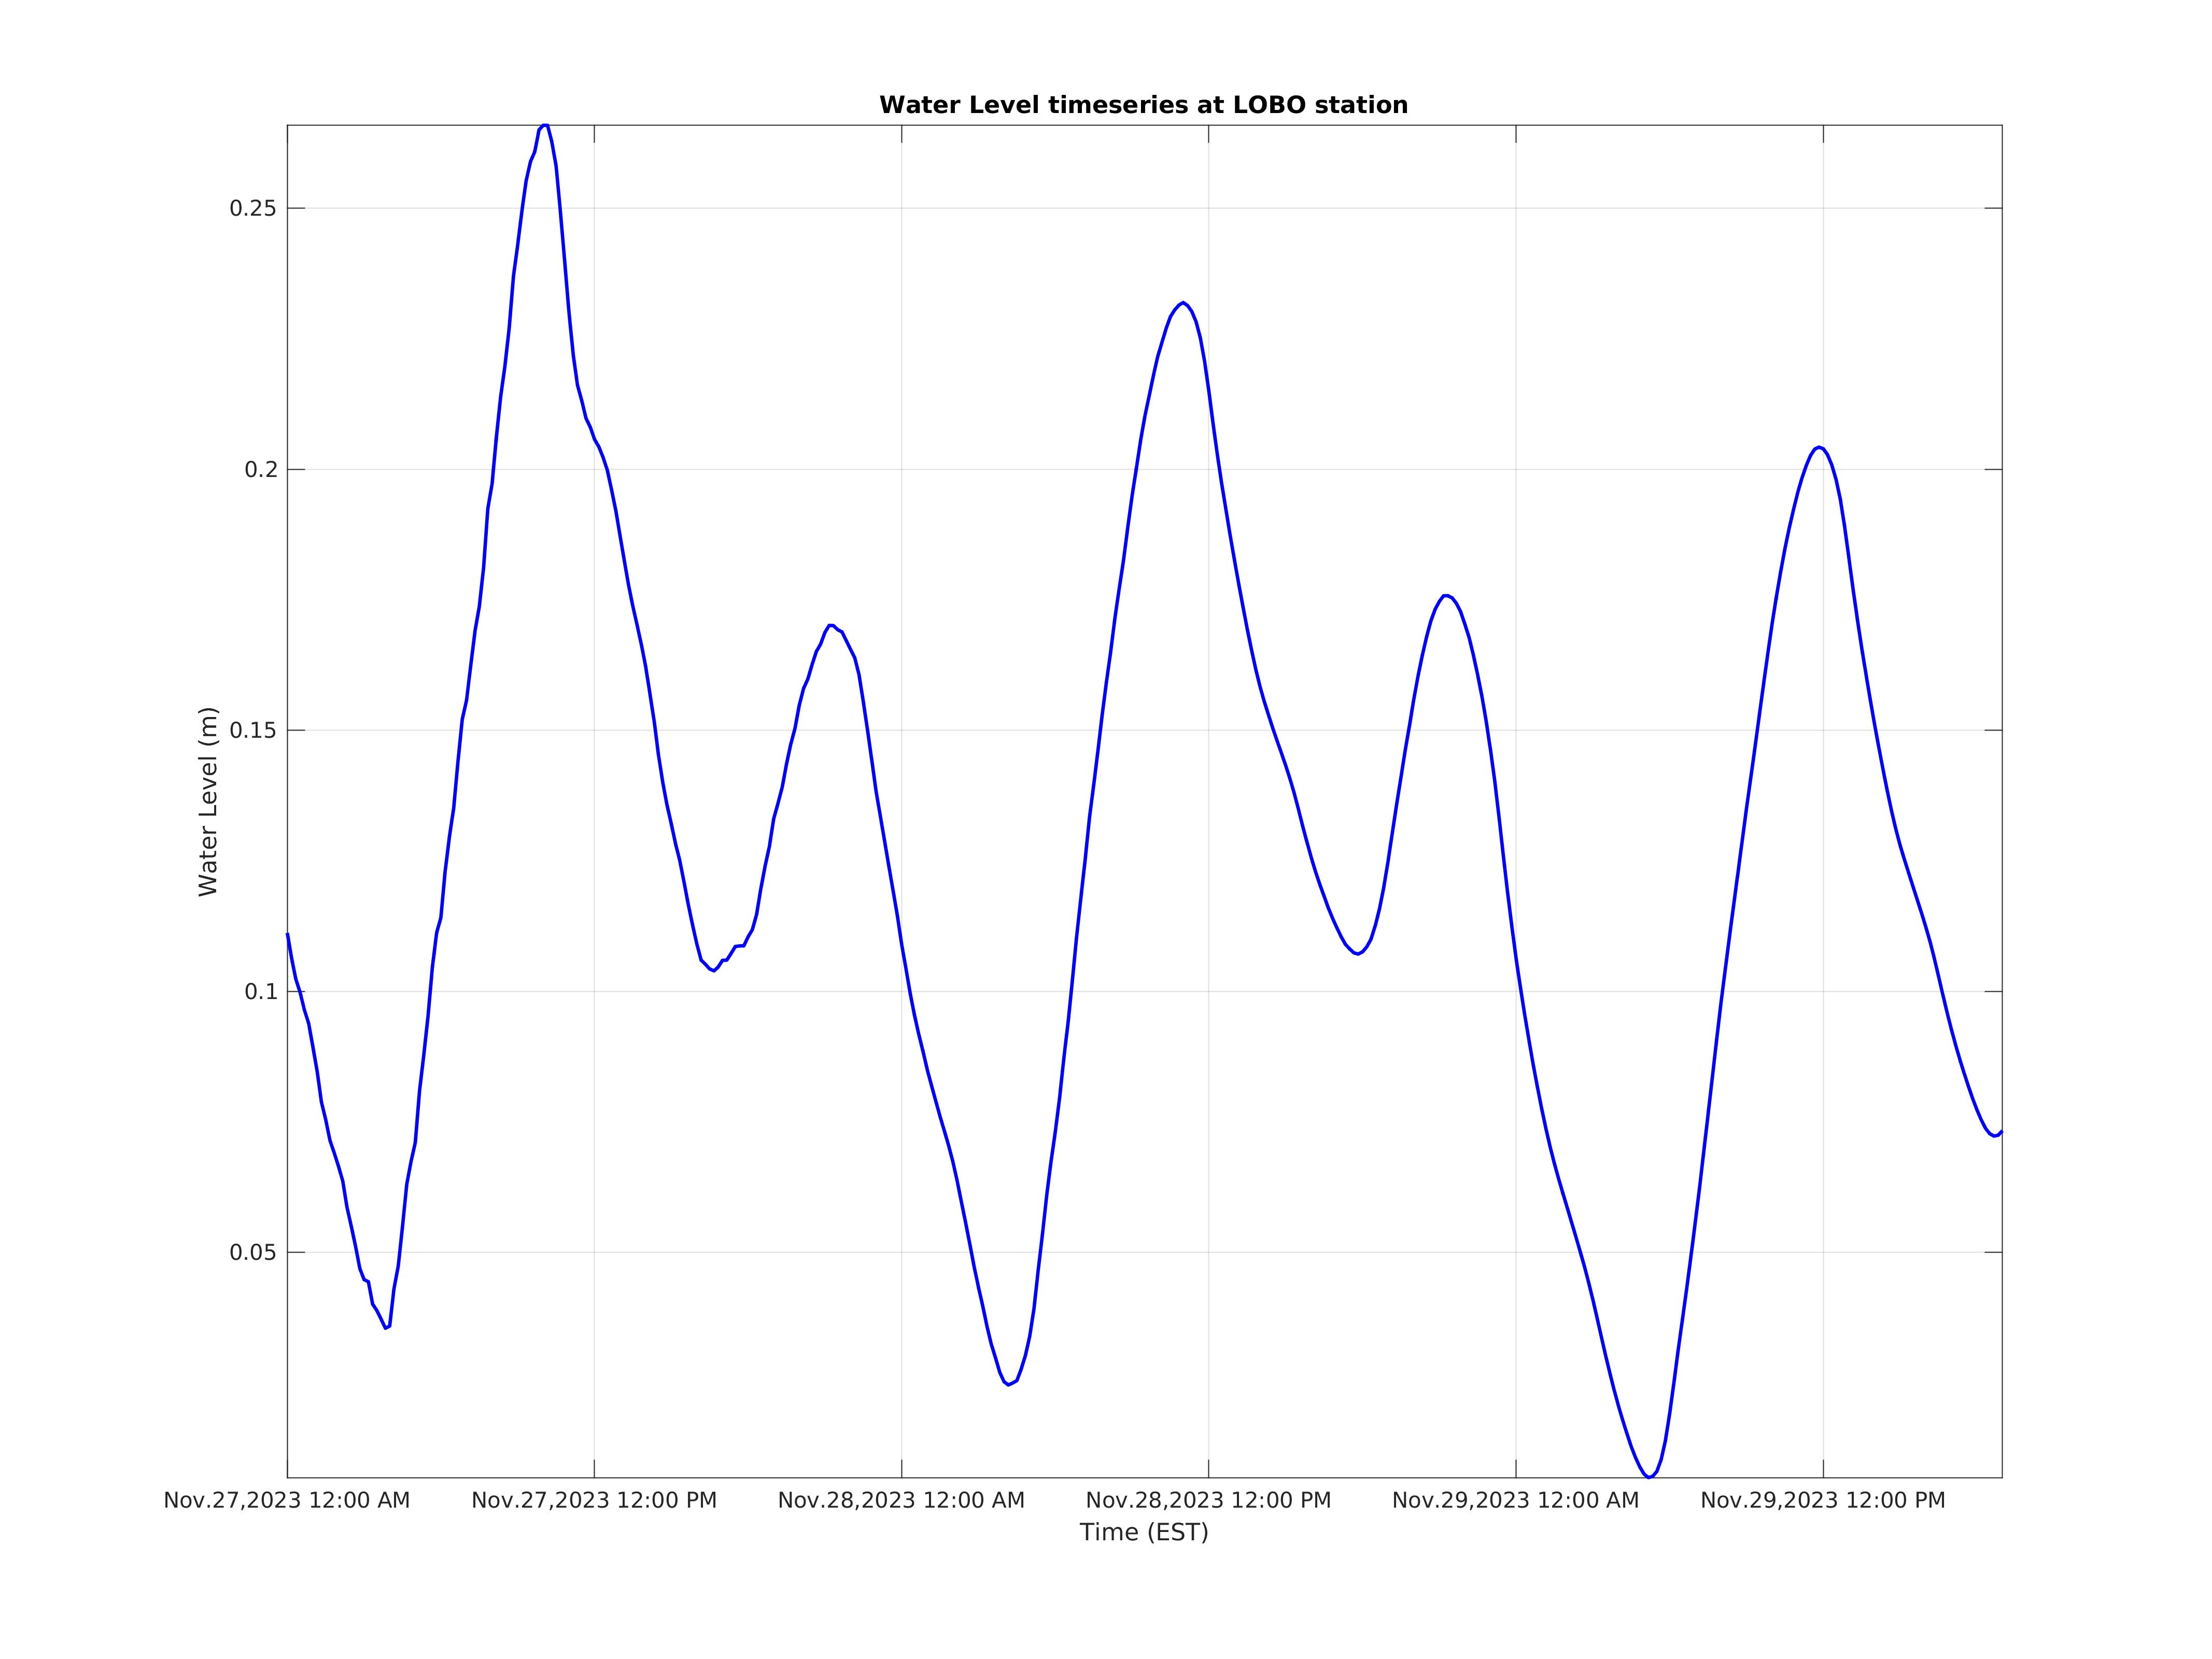 Water Level timeseries at LOBO station
0.25
0.2
0.15
0.1
0.05
Water Level (m)
Nov.27,2023 12:00 AM Nov.27,2023 12:00 PM Nov.28,2023 12:00 AM Nov.28,2023 12:00 PM Nov.29,2023 12:00 AM Nov.29,2023 12:00 PM
Time (EST)